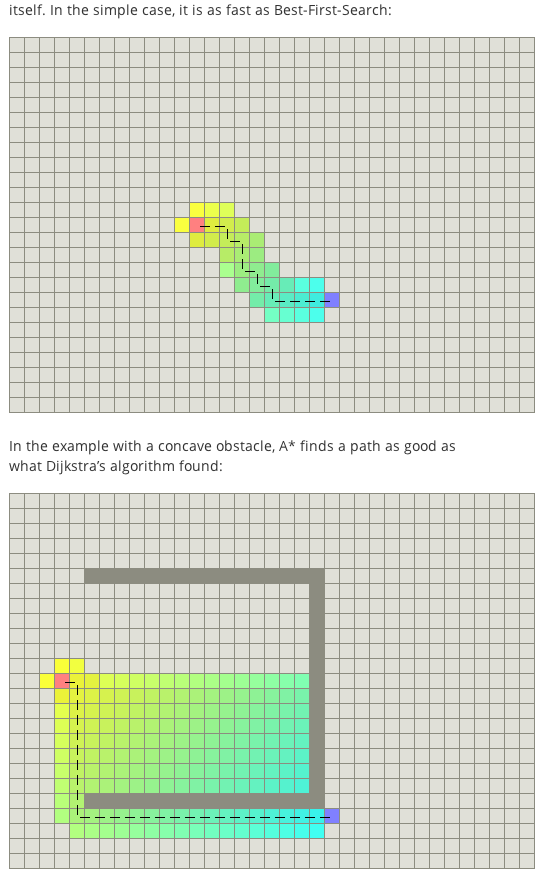 itself. In the simple case, it is as fast as Best-First-Search:
In the example with a concave obstacle, A* finds a path as good as
what Dijkstra’s algorithm found: